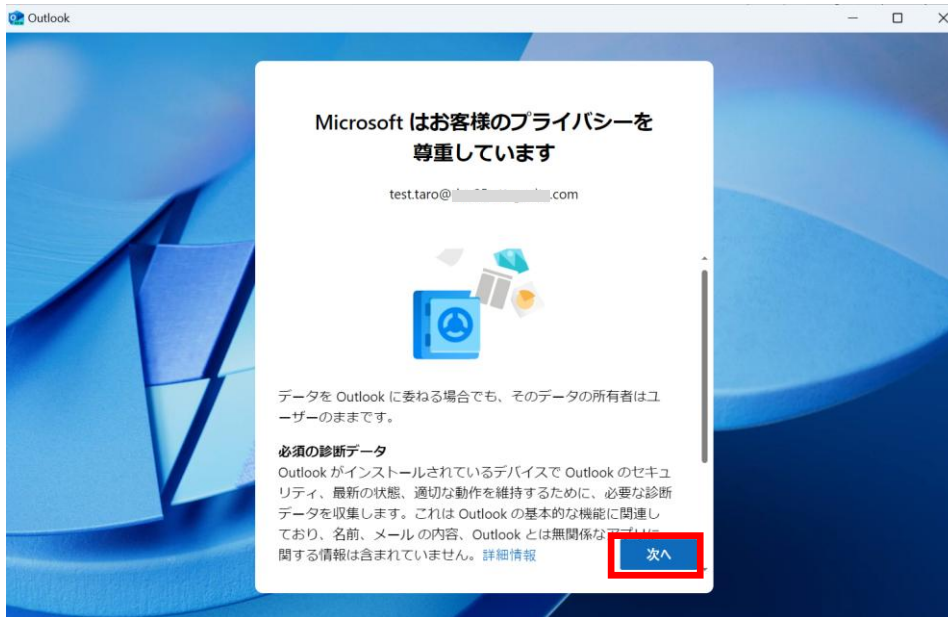 Outlook
Microsoft はお客様のプライバシーを
尊重しています
test.taro@ .com
データを Outlook に委ねる場合でも、そのデータの所有者はユ
ーザーのままです。
必須の診断データ
Outlook がインストールされているデバイスで Outlook のセキュ
リティ、最新の状態、適切な動作を維持するために、必要な診断
データを収集します。これは Outlook の基本的な機能に関連し
ており、名前、メール の内容、Outlook とは無関係な
関する情報は含まれていません。詳細情報
次へ